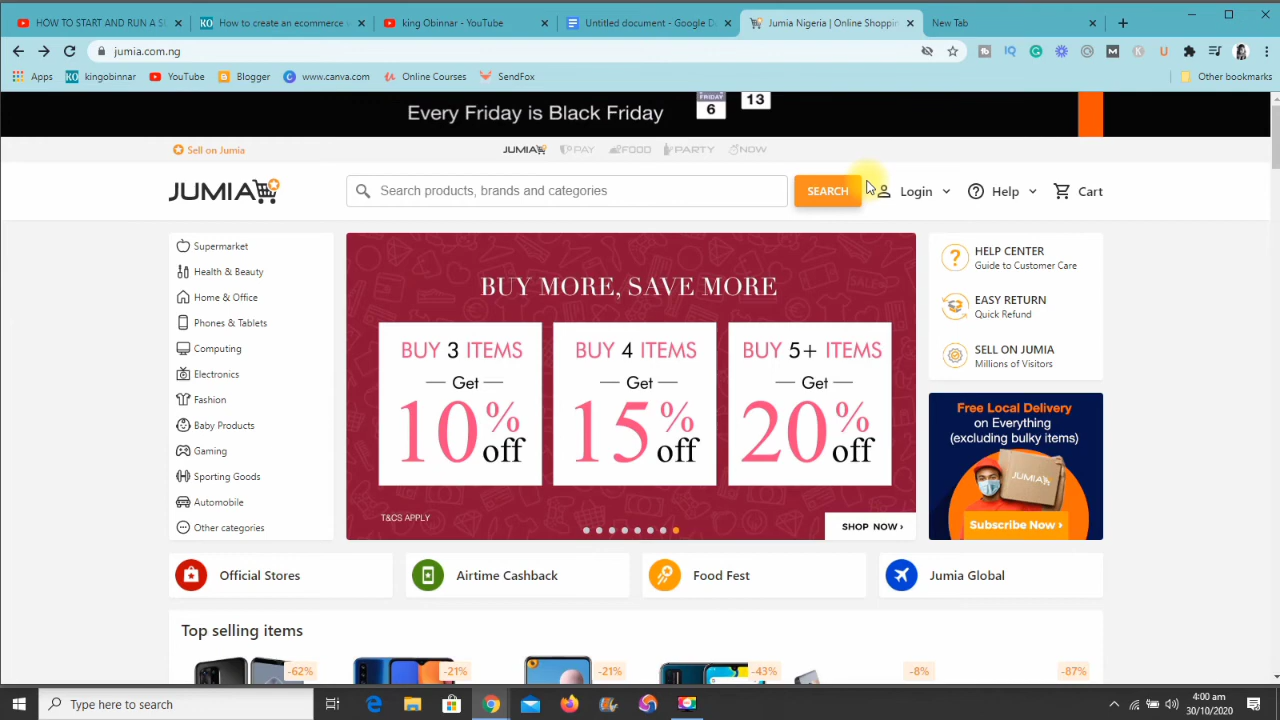 HOW TO START AND RUN A S
How to create an ecommerce w
king Obinnar - YouTube
Untitled document - Google D
Jumia Nigeria | Online Shoppin
New Tab
jumia.com.ng
Apps
kingobinnar
YouTube
Blogger
www.canva.com
Online Courses
SendFox
Other bookmarks
Every Friday is Black Friday
FRIDAY
6
13
Sell on Jumia
JUMIA
PAY
FOOD
PARTY
NOW
JUMIA
Search products, brands and categories
SEARCH
Login
Help
Cart
Supermarket
Health & Beauty
Home & Office
Phones & Tablets
Computing
Electronics
Fashion
Baby Products
Gaming
Sporting Goods
Automobile
Other categories
BUY MORE, SAVE MORE
BUY 3 ITEMS
Get
10% off
BUY 4 ITEMS
Get
15% off
BUY 5+ ITEMS
Get
20% off
T&CS APPLY
SHOP NOW ›
HELP CENTER
Guide to Customer Care
EASY RETURN
Quick Refund
SELL ON JUMIA
Millions of Visitors
Free Local Delivery
on Everything
(excluding bulky items)
JUMIA
Subscribe Now ›
Official Stores
Airtime Cashback
Food Fest
Jumia Global
Top selling items
-62%
-21%
-21%
-43%
-8%
-87%
Type here to search
4:00 am
30/10/2020